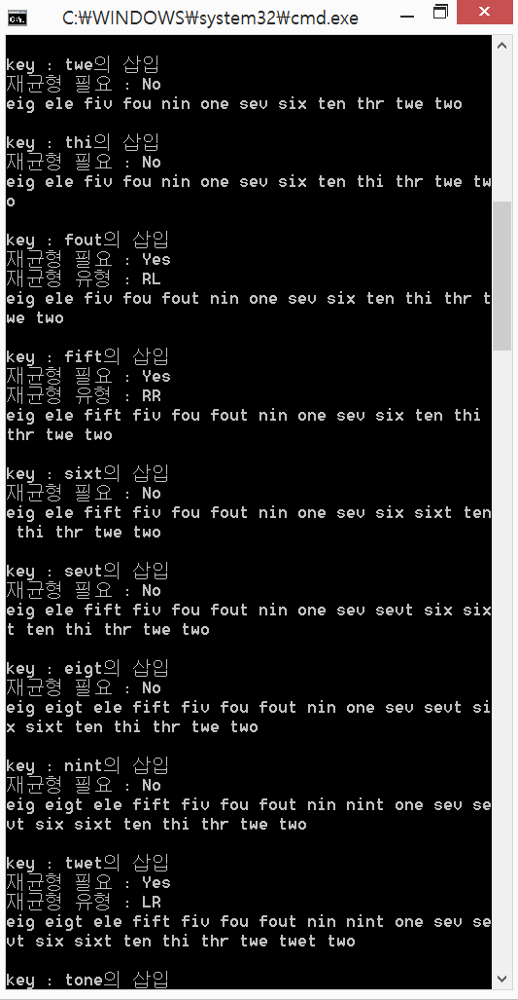 C:₩WINDOWS₩system32₩cmd.exe
key : twe의 삽입
재균형 필요 : No
eig ele fiv fou nin one sev six ten thr twe two
key : thi의 삽입
재균형 필요 : No
eig ele fiv fou nin one sev six ten thi thr twe tw
o
key : fout의 삽입
재균형 필요 : Yes
재균형 유형 : RL
eig ele fiv fou fout nin one sev six ten thi thr t
we two
key : fift의 삽입
재균형 필요 : Yes
재균형 유형 : RR
eig ele fift fiv fou fout nin one sev six ten thi
thr twe two
key : sixt의 삽입
재균형 필요 : No
eig ele fift fiv fou fout nin one sev six sixt ten
 thi thr twe two
key : sevt의 삽입
재균형 필요 : No
eig ele fift fiv fou fout nin one sev sevt six six
t ten thi thr twe two
key : eigt의 삽입
재균형 필요 : No
eig eigt ele fift fiv fou fout nin one sev sevt si
x sixt ten thi thr twe two
key : nint의 삽입
재균형 필요 : No
eig eigt ele fift fiv fou fout nin nint one sev se
vt six sixt ten thi thr twe two
key : twet의 삽입
재균형 필요 : Yes
재균형 유형 : LR
eig eigt ele fift fiv fou fout nin nint one sev se
vt six sixt ten thi thr twe twet two
key : tone의 삽입